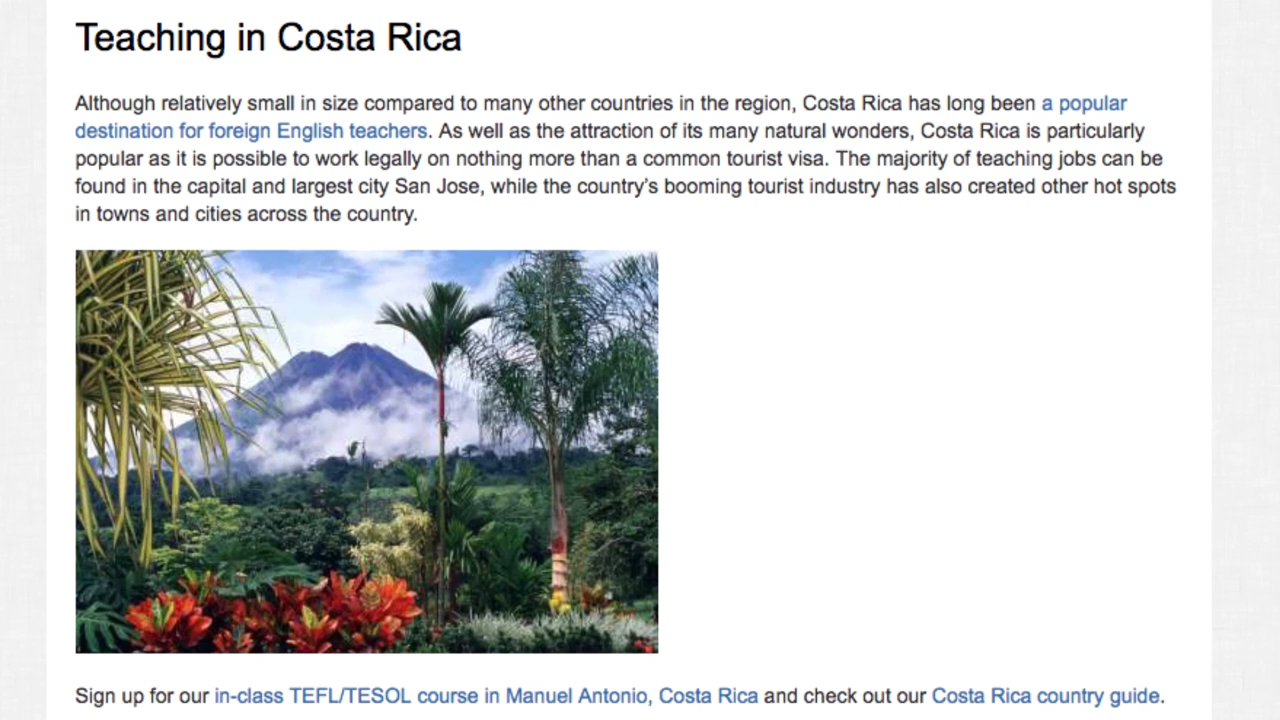 Teaching in Costa Rica
Although relatively small in size compared to many other countries in the region, Costa Rica has long been a popular
destination for foreign English teachers. As well as the attraction of its many natural wonders, Costa Rica is particularly
popular as it is possible to work legally on nothing more than a common tourist visa. The majority of teaching jobs can be
found in the capital and largest city San Jose, while the country’s booming tourist industry has also created other hot spots
in towns and cities across the country.
Sign up for our in-class TEFL/TESOL course in Manuel Antonio, Costa Rica and check out our Costa Rica country guide.